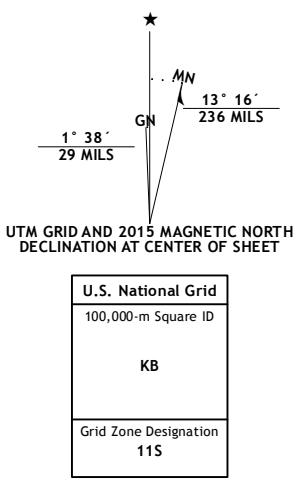 ★
MN
GN
13° 16´
236 MILS
1° 38´
29 MILS
UTM GRID AND 2015 MAGNETIC NORTH
DECLINATION AT CENTER OF SHEET
U.S. National Grid
100,000-m Square ID
KB
Grid Zone Designation
11S